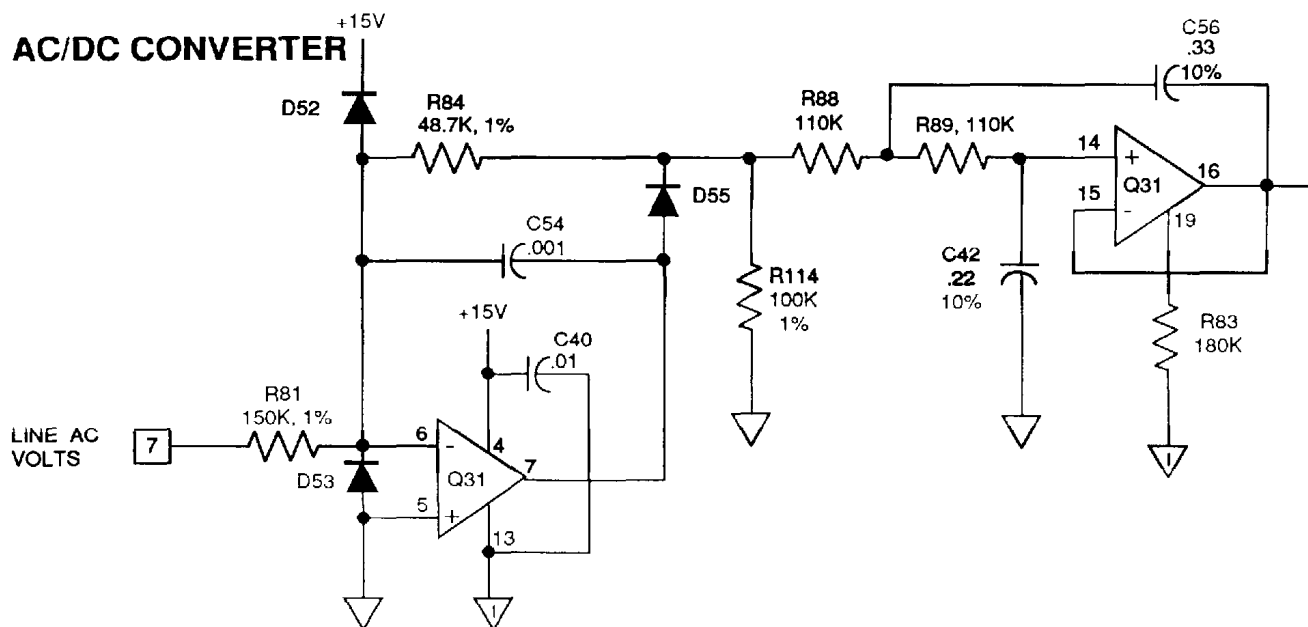 AC/DC CONVERTER
+15V
D52
R84
48.7K, 1%
R88
110K
R89, 110K
C56
.33
10%
14
+
Q31
16
15
-
19
D55
C54
.001
C42
.22
10%
R114
100K
1%
R83
180K
1
+15V
C40
.01
R81
150K, 1%
LINE AC
VOLTS
7
6
-
4
Q31
7
D53
5
+
13
1